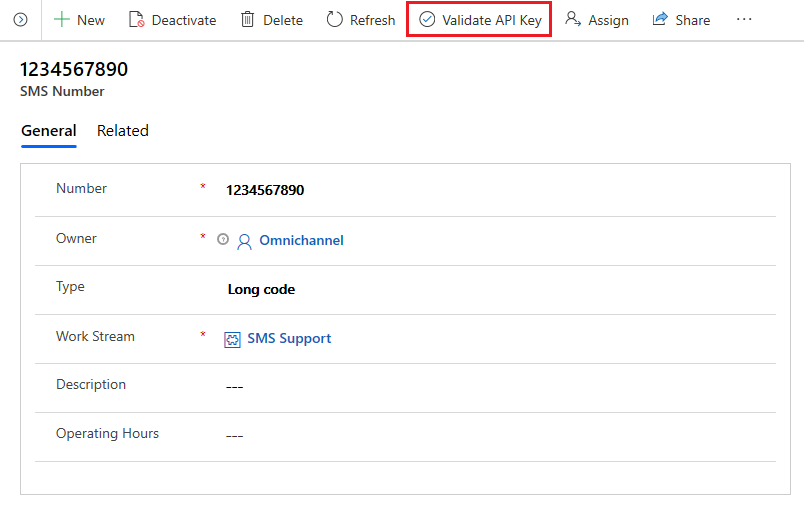 New Deactivate Delete Refresh Validate API Key Assign Share ...
1234567890
SMS Number
General Related
Number * 1234567890
Owner * Omnichannel
Type Long code
Work Stream * SMS Support
Description ---
Operating Hours ---